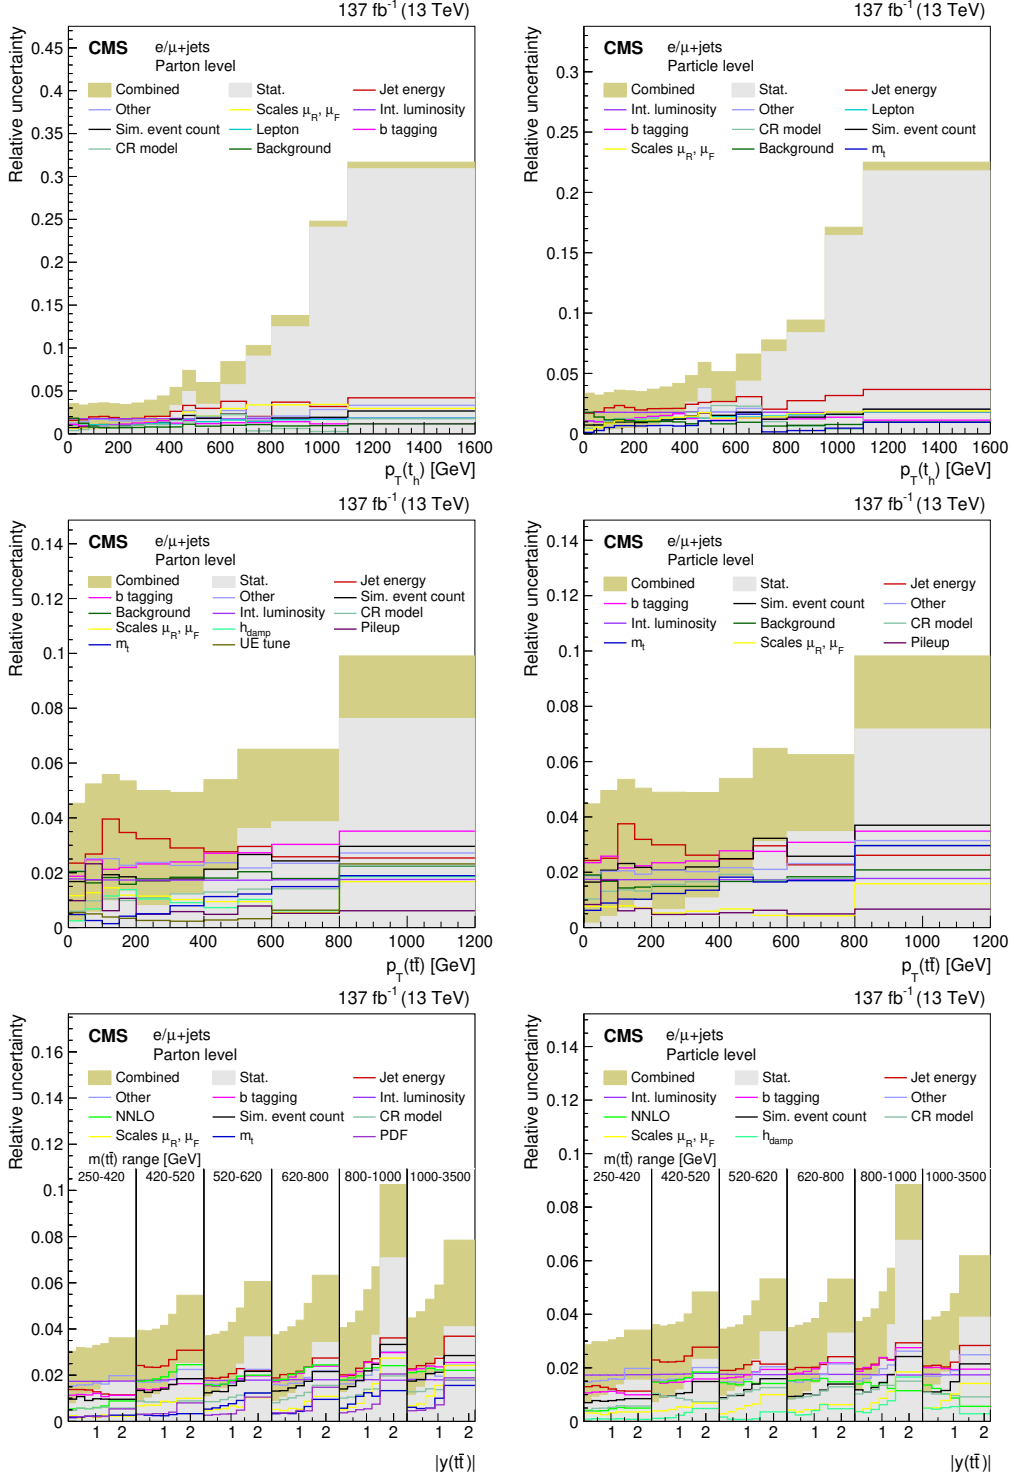 137 fb⁻¹ (13 TeV)
Relative uncertainty
CMS e/μ+jets
Parton level
Combined Stat. Jet energy
Other Scales μR, μF Int. luminosity
Sim. event count Lepton b tagging
CR model Background
0.45
0.4
0.35
0.3
0.25
0.2
0.15
0.1
0.05
0
0 200 400 600 800 1000 1200 1400 1600
pT(th) [GeV]
137 fb⁻¹ (13 TeV)
Relative uncertainty
CMS e/μ+jets
Particle level
Combined Stat. Jet energy
Int. luminosity Other Lepton
b tagging CR model Sim. event count
Scales μR, μF Background mt
0.3
0.25
0.2
0.15
0.1
0.05
0
0 200 400 600 800 1000 1200 1400 1600
pT(th) [GeV]
137 fb⁻¹ (13 TeV)
Relative uncertainty
CMS e/μ+jets
Parton level
Combined Stat. Jet energy
b tagging Other Sim. event count
Background Int. luminosity CR model
Scales μR, μF hdamp Pileup
mt UE tune
0.14
0.12
0.1
0.08
0.06
0.04
0.02
0
0 200 400 600 800 1000 1200
pT(tt̄) [GeV]
137 fb⁻¹ (13 TeV)
Relative uncertainty
CMS e/μ+jets
Particle level
Combined Stat. Jet energy
b tagging Sim. event count Other
Int. luminosity Background CR model
mt Scales μR, μF Pileup
0.14
0.12
0.1
0.08
0.06
0.04
0.02
0
0 200 400 600 800 1000 1200
pT(tt̄) [GeV]
137 fb⁻¹ (13 TeV)
Relative uncertainty
CMS e/μ+jets
Parton level
Combined Stat. Jet energy
Other b tagging Int. luminosity
NNLO Sim. event count CR model
Scales μR, μF mt PDF
m(tt̄) range [GeV]
250-420 420-520 520-620 620-800 800-1000 1000-3500
0.16
0.14
0.12
0.1
0.08
0.06
0.04
0.02
0
1 2 1 2 1 2 1 2 1 2 1 2
|y(tt̄)|
137 fb⁻¹ (13 TeV)
Relative uncertainty
CMS e/μ+jets
Particle level
Combined Stat. Jet energy
Int. luminosity b tagging Other
NNLO Sim. event count CR model
Scales μR, μF hdamp
m(tt̄) range [GeV]
250-420 420-520 520-620 620-800 800-1000 1000-3500
0.14
0.12
0.1
0.08
0.06
0.04
0.02
0
1 2 1 2 1 2 1 2 1 2 1 2
|y(tt̄)|